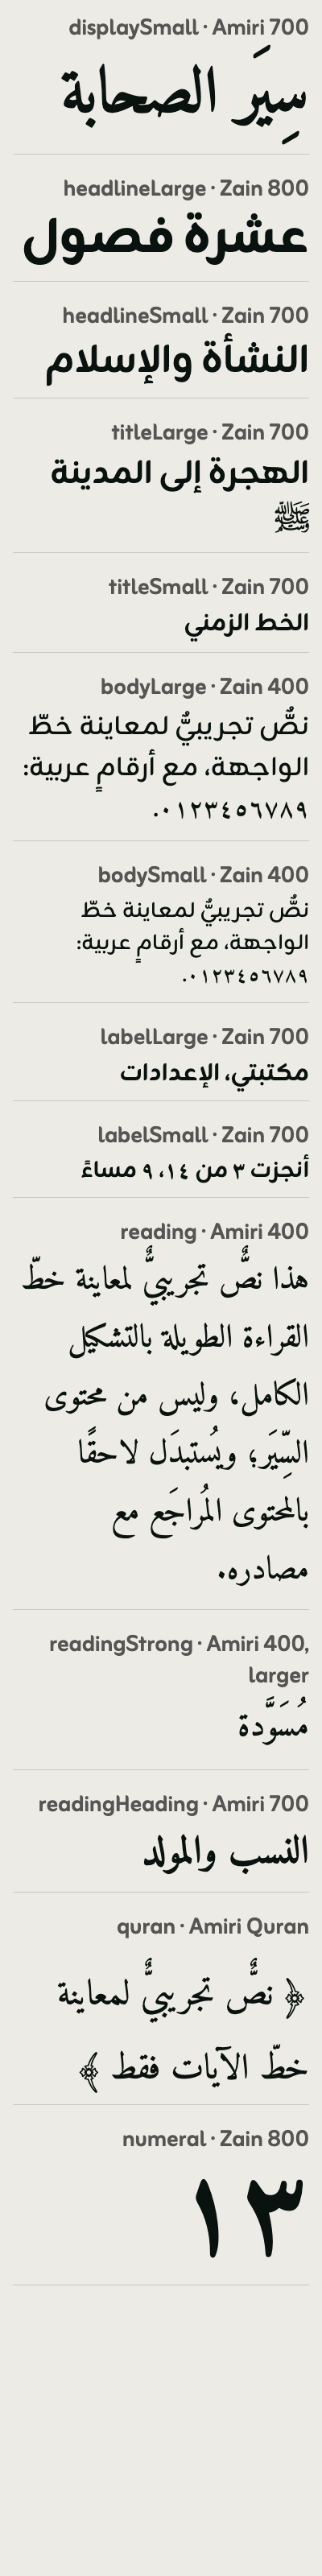 displaySmall · Amiri 700
سِيَر الصحابة
headlineLarge · Zain 800
عشرة فصول
headlineSmall · Zain 700
النشأة والإسلام
titleLarge · Zain 700
الهجرة إلى المدينة
ﷺ
titleSmall · Zain 700
الخط الزمني
bodyLarge · Zain 400
نصٌّ تجريبيٌّ لمعاينة خطّ
الواجهة، مع أرقامٍ عربية:
٠١٢٣٤٥٦٧٨٩.
bodySmall · Zain 400
نصٌّ تجريبيٌّ لمعاينة خطّ
الواجهة، مع أرقامٍ عربية:
٠١٢٣٤٥٦٧٨٩.
labelLarge · Zain 700
مكتبتي، الإعدادات
labelSmall · Zain 700
أنجزت ٣ من ١٤، ٩ مساءً
reading · Amiri 400
هذا نصٌّ تجريبيٌّ لمعاينة خطّ
القراءة الطويلة بالتشكيل
الكامل، وليس من محتوى
السِّيَر؛ ويُستبدَل لاحقًا
بالمحتوى المُراجَع مع
مصادره.
readingStrong · Amiri 400,
larger
مُسَوَّدة
readingHeading · Amiri 700
النسب والمولد
quran · Amiri Quran
﴿ نصٌّ تجريبيٌّ لمعاينة
خطّ الآيات فقط ﴾
numeral · Zain 800
١٣